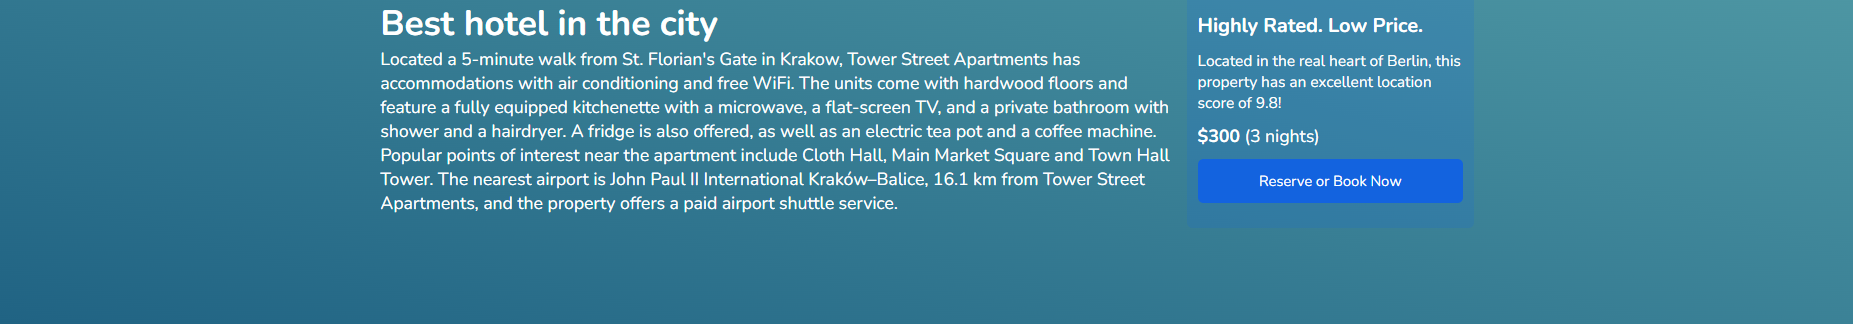 Best hotel in the city
Located a 5-minute walk from St. Florian's Gate in Krakow, Tower Street Apartments has
accommodations with air conditioning and free WiFi. The units come with hardwood floors and
feature a fully equipped kitchenette with a microwave, a flat-screen TV, and a private bathroom with
shower and a hairdryer. A fridge is also offered, as well as an electric tea pot and a coffee machine.
Popular points of interest near the apartment include Cloth Hall, Main Market Square and Town Hall
Tower. The nearest airport is John Paul II International Kraków–Balice, 16.1 km from Tower Street
Apartments, and the property offers a paid airport shuttle service.
Highly Rated. Low Price.
Located in the real heart of Berlin, this
property has an excellent location
score of 9.8!
$300 (3 nights)
Reserve or Book Now